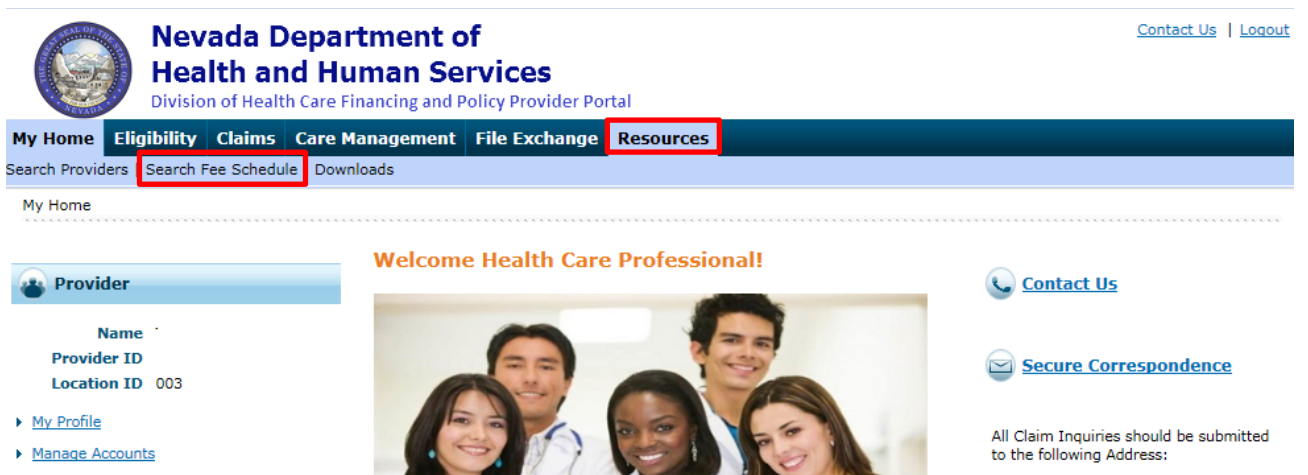 Contact Us | Logout
Nevada Department of
Health and Human Services
Division of Health Care Financing and Policy Provider Portal
My Home Eligibility Claims Care Management File Exchange Resources
Search Providers | Search Fee Schedule Downloads
My Home
Provider
Name
Provider ID
Location ID 003
My Profile
Manage Accounts
Welcome Health Care Professional!
Contact Us
Secure Correspondence
All Claim Inquiries should be submitted
to the following Address: